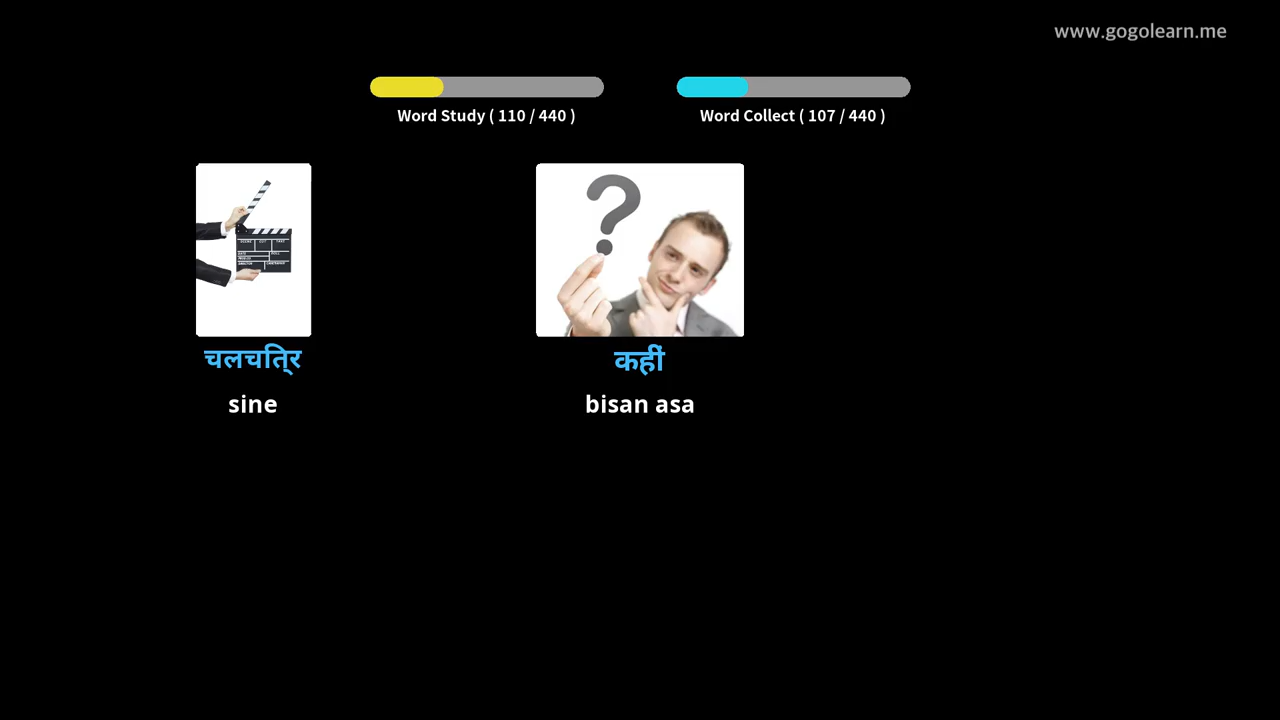 www.gogolearn.me
Word Study ( 110 / 440 )
Word Collect ( 107 / 440 )
चलचित्र
sine
कहीं
bisan asa